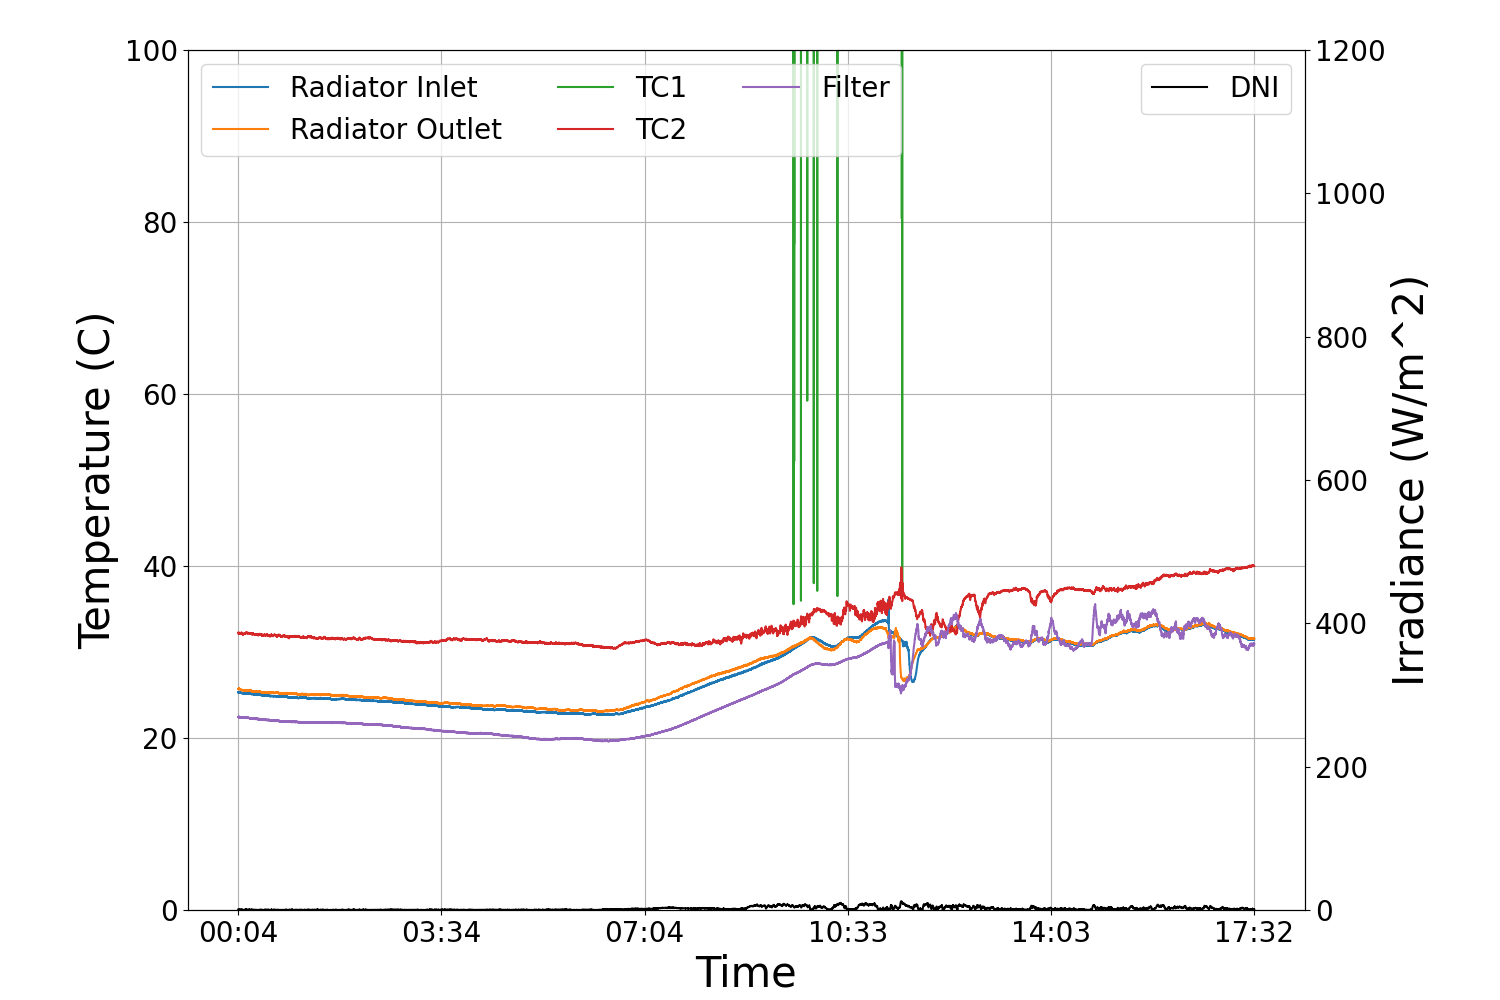 100
80
60
40
20
0
Temperature (C)
Radiator Inlet
Radiator Outlet
TC1
TC2
Filter
DNI
1200
1000
800
600
400
200
0
Irradiance (W/m^2)
00:04 03:34 07:04 10:33 14:03 17:32
Time